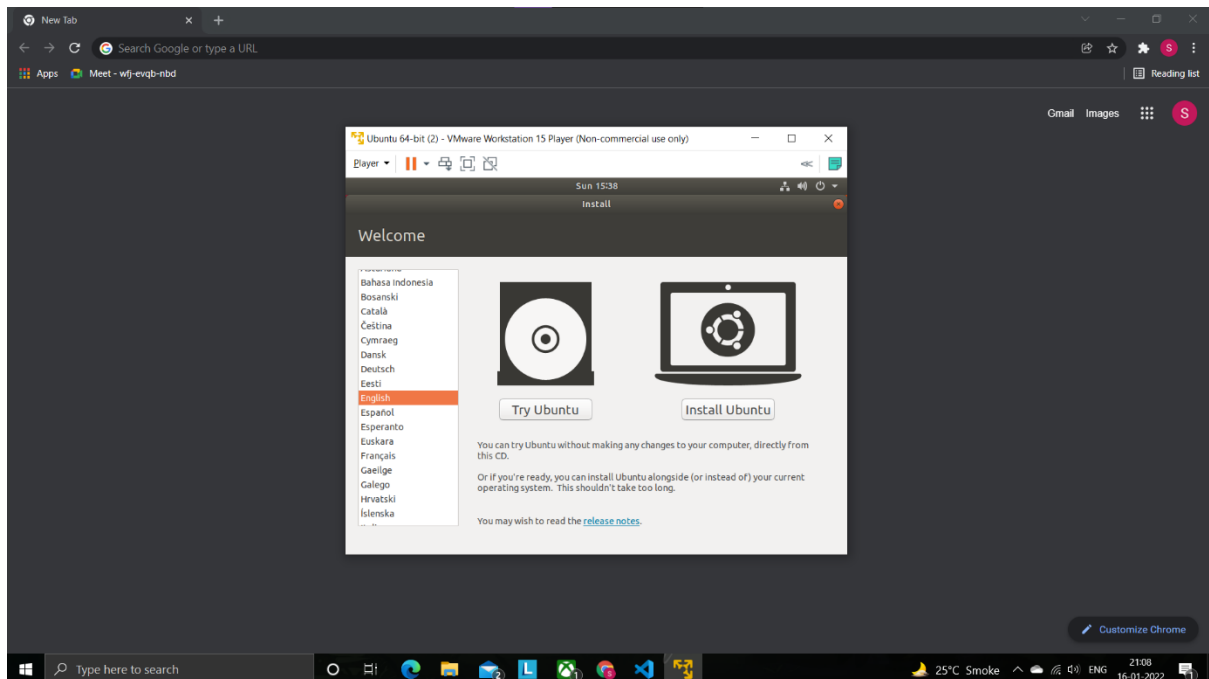 New Tab
Search Google or type a URL
Apps Meet - wfj-evqb-nbd Reading list
Gmail Images S
Ubuntu 64-bit (2) - VMware Workstation 15 Player (Non-commercial use only)
Player
Sun 15:38
Install
Welcome
Bahasa Indonesia
Bosanski
Català
Čeština
Cymraeg
Dansk
Deutsch
Eesti
English
Español
Esperanto
Euskara
Français
Gaeilge
Galego
Hrvatski
Íslenska
Try Ubuntu
Install Ubuntu
You can try Ubuntu without making any changes to your computer, directly from
this CD.
Or if you're ready, you can install Ubuntu alongside (or instead of) your current
operating system. This shouldn't take too long.
You may wish to read the release notes.
Customize Chrome
Type here to search
25°C Smoke ENG
21:08
16-01-2022